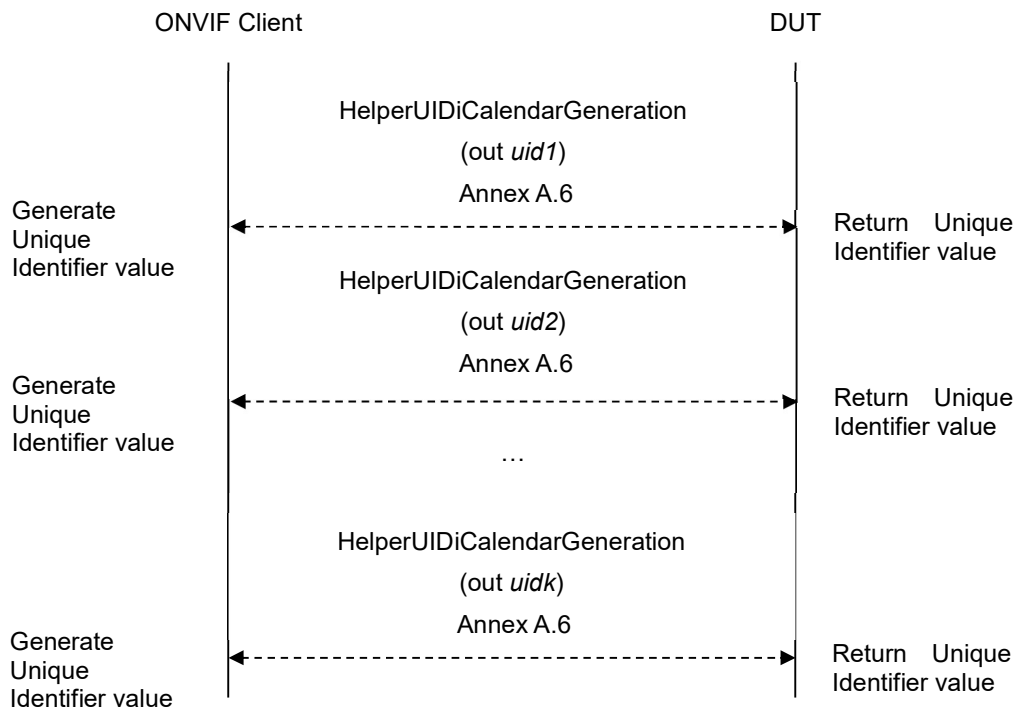 ONVIF Client
DUT
HelperUIDiCalendarGeneration
(out uid1)
Annex A.6
Generate
Unique
Identifier value
Return Unique
Identifier value
HelperUIDiCalendarGeneration
(out uid2)
Annex A.6
Generate
Unique
Identifier value
Return Unique
Identifier value
…
HelperUIDiCalendarGeneration
(out uidk)
Annex A.6
Generate
Unique
Identifier value
Return Unique
Identifier value